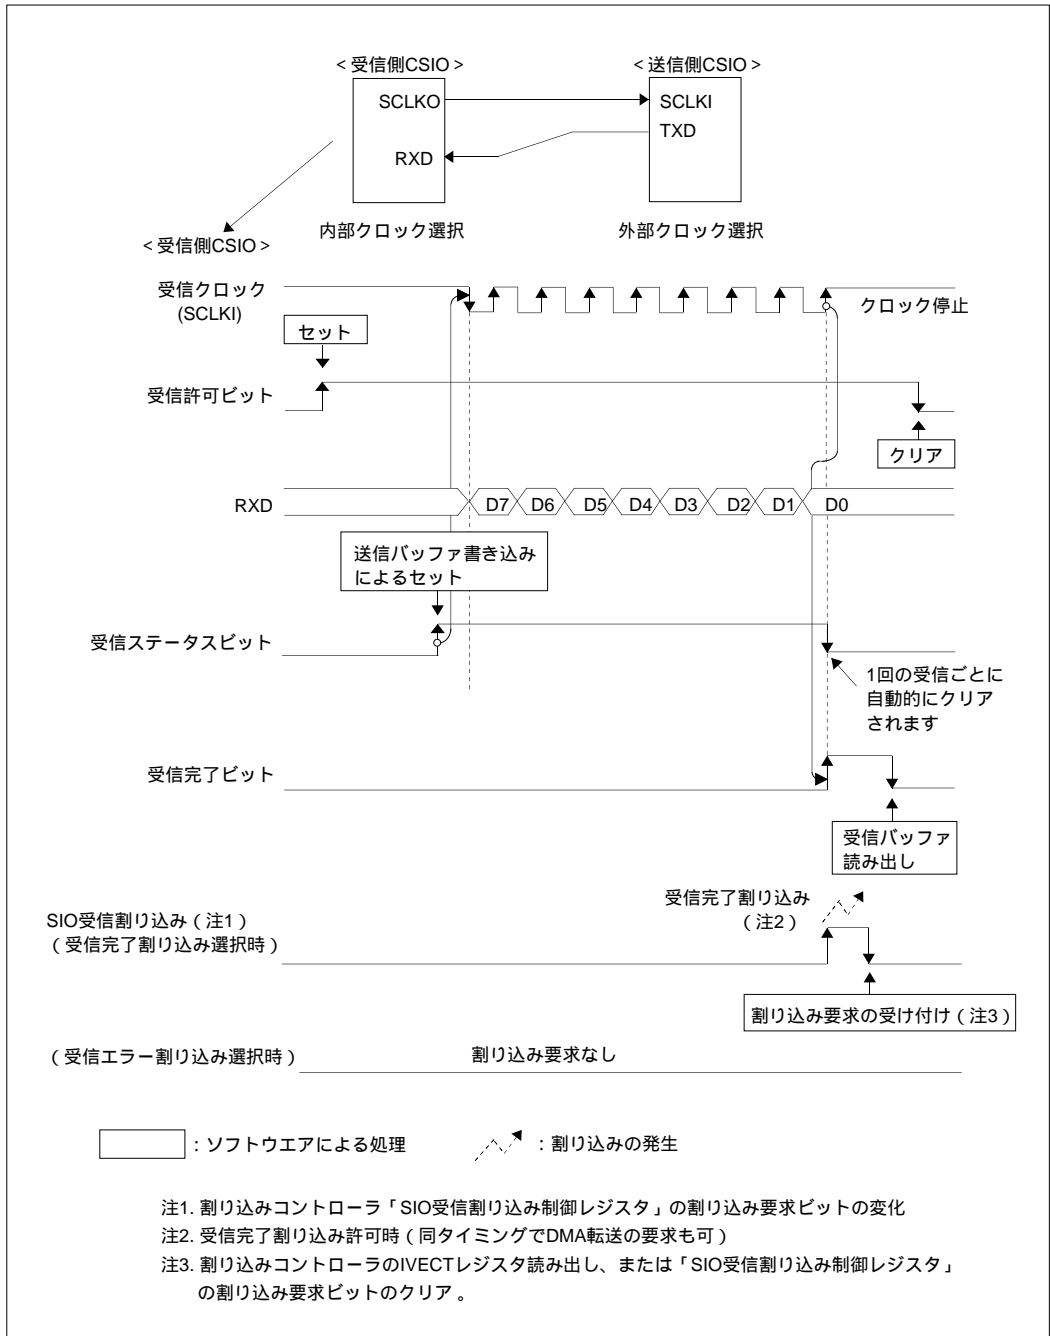 ＜受信側CSIO＞
＜送信側CSIO＞
SCLKO
SCLKI
TXD
RXD
内部クロック選択
外部クロック選択
＜受信側CSIO＞
受信クロック
(SCLKI)
クロック停止
セット
受信許可ビット
クリア
RXD
D7 D6 D5 D4 D3 D2 D1 D0
送信バッファ書き込み
によるセット
受信ステータスビット
1回の受信ごとに
自動的にクリア
されます
受信完了ビット
受信バッファ
読み出し
受信完了割り込み
（注2）
SIO受信割り込み（注1）
（受信完了割り込み選択時）
割り込み要求の受け付け（注3）
（受信エラー割り込み選択時）
割り込み要求なし
：ソフトウエアによる処理
：割り込みの発生
注1. 割り込みコントローラ「SIO受信割り込み制御レジスタ」の割り込み要求ビットの変化
注2. 受信完了割り込み許可時（同タイミングでDMA転送の要求も可）
注3. 割り込みコントローラのIVECTレジスタ読み出し、または「SIO受信割り込み制御レジスタ」
の割り込み要求ビットのクリア。